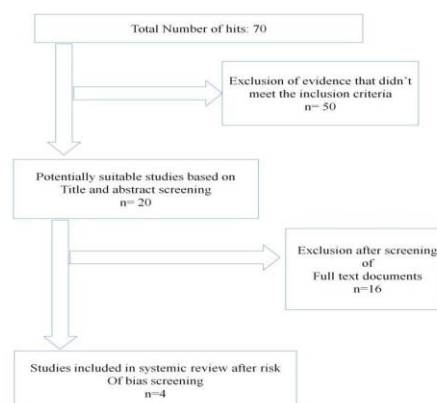 Total Number of hits: 70
Exclusion of evidence that didn't
meet the inclusion criteria
n= 50
Potentially suitable studies based on
Title and abstract screening
n= 20
Exclusion after screening
of
Full text documents
n=16
Studies included in systemic review after risk
Of bias screening
n=4